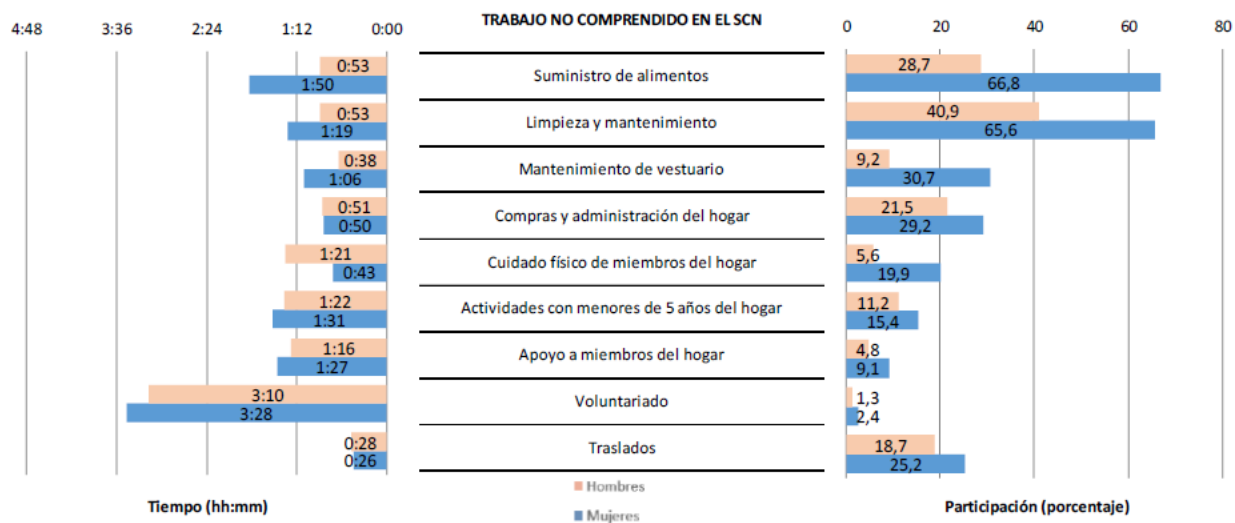 TRABAJO NO COMPRENDIDO EN EL SCN
4:48 3:36 2:24 1:12 0:00
0 20 40 60 80
0:53 Suministro de alimentos 28,7
1:50 66,8
0:53 Limpieza y mantenimiento 40,9
1:19 65,6
0:38 Mantenimiento de vestuario 9,2
1:06 30,7
0:51 Compras y administración del hogar 21,5
0:50 29,2
1:21 Cuidado físico de miembros del hogar 5,6
0:43 19,9
1:22 Actividades con menores de 5 años del hogar 11,2
1:31 15,4
1:16 Apoyo a miembros del hogar 4,8
1:27 9,1
3:10 Voluntariado 1,3
3:28 2,4
0:28 Traslados 18,7
0:26 25,2
Tiempo (hh:mm)
Hombres
Mujeres
Participación (porcentaje)